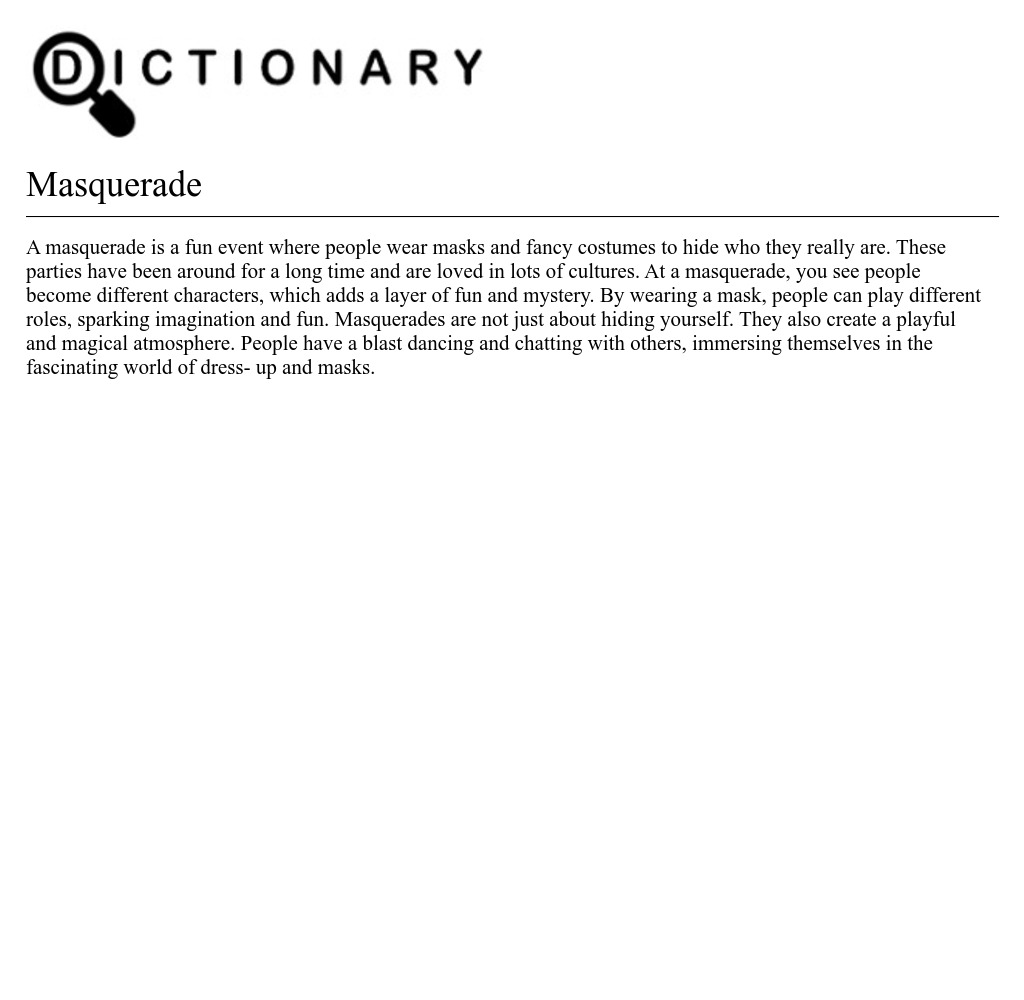 DICTIONARY
Masquerade
A masquerade is a fun event where people wear masks and fancy costumes to hide who they really are. These
parties have been around for a long time and are loved in lots of cultures. At a masquerade, you see people
become different characters, which adds a layer of fun and mystery. By wearing a mask, people can play different
roles, sparking imagination and fun. Masquerades are not just about hiding yourself. They also create a playful
and magical atmosphere. People have a blast dancing and chatting with others, immersing themselves in the
fascinating world of dress- up and masks.